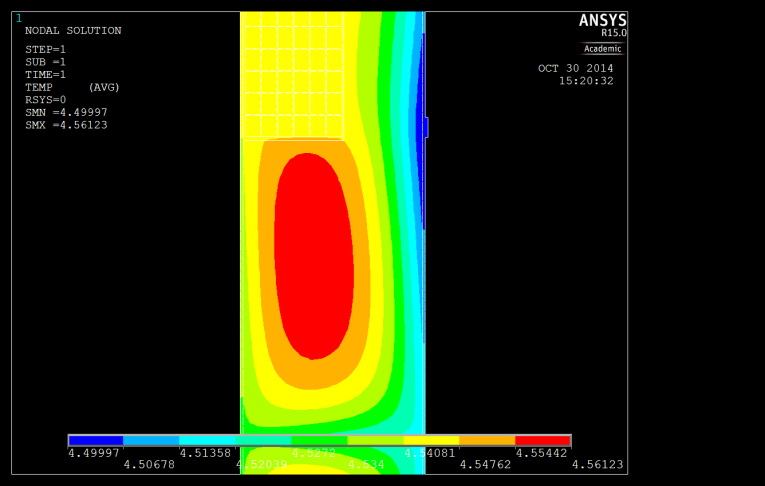 1
NODAL SOLUTION
STEP=1
SUB =1
TIME=1
TEMP (AVG)
RSYS=0
SMN =4.49997
SMX =4.56123
ANSYS
R15.0
Academic
OCT 30 2014
15:20:32
4.49997 4.51358 4.5272 4.54081 4.55442
4.50678 4.52039 4.534 4.54762 4.56123